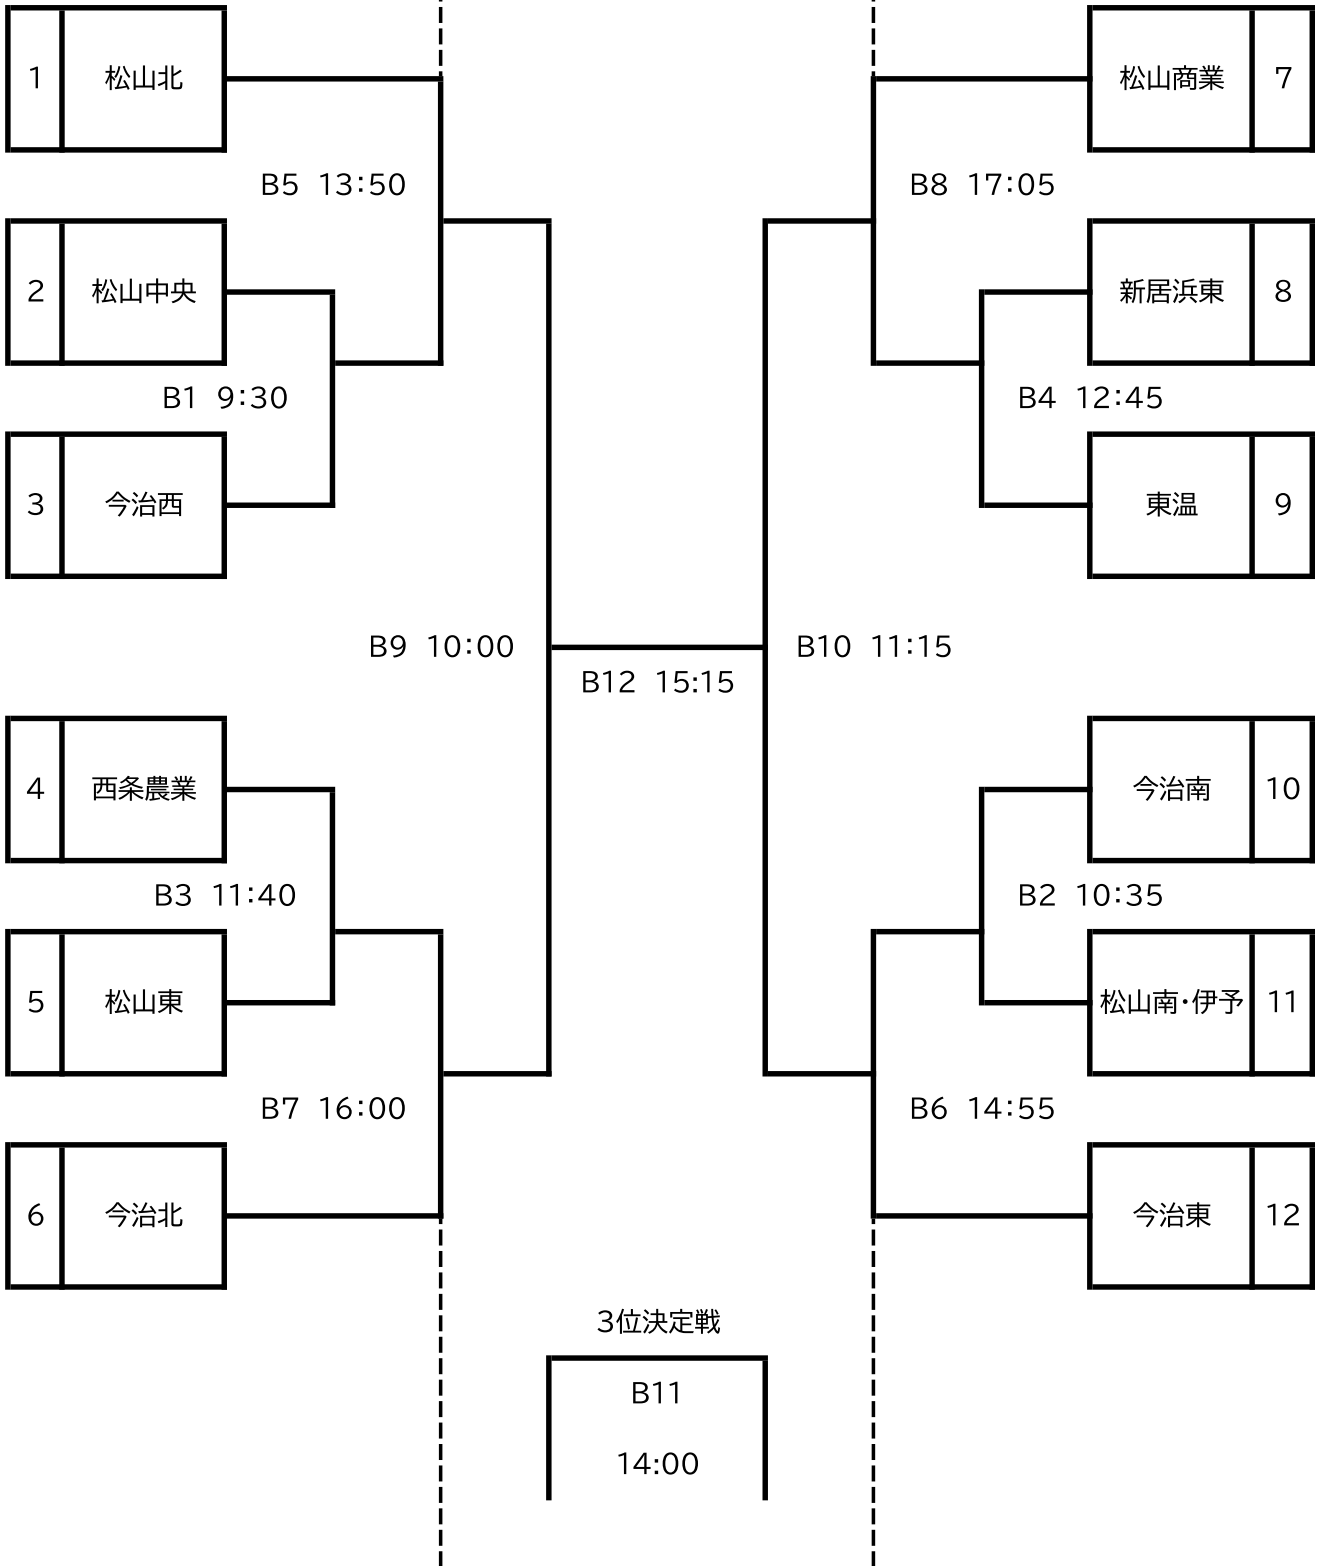 1 松山北
松山商業 7
B5 13:50
B8 17:05
2 松山中央
新居浜東 8
B1 9:30
B4 12:45
3 今治西
東温 9
B9 10:00
B10 11:15
B12 15:15
4 西条農業
今治南 10
B3 11:40
B2 10:35
5 松山東
松山南・伊予 11
B7 16:00
B6 14:55
6 今治北
今治東 12
3位決定戦
B11
14:00